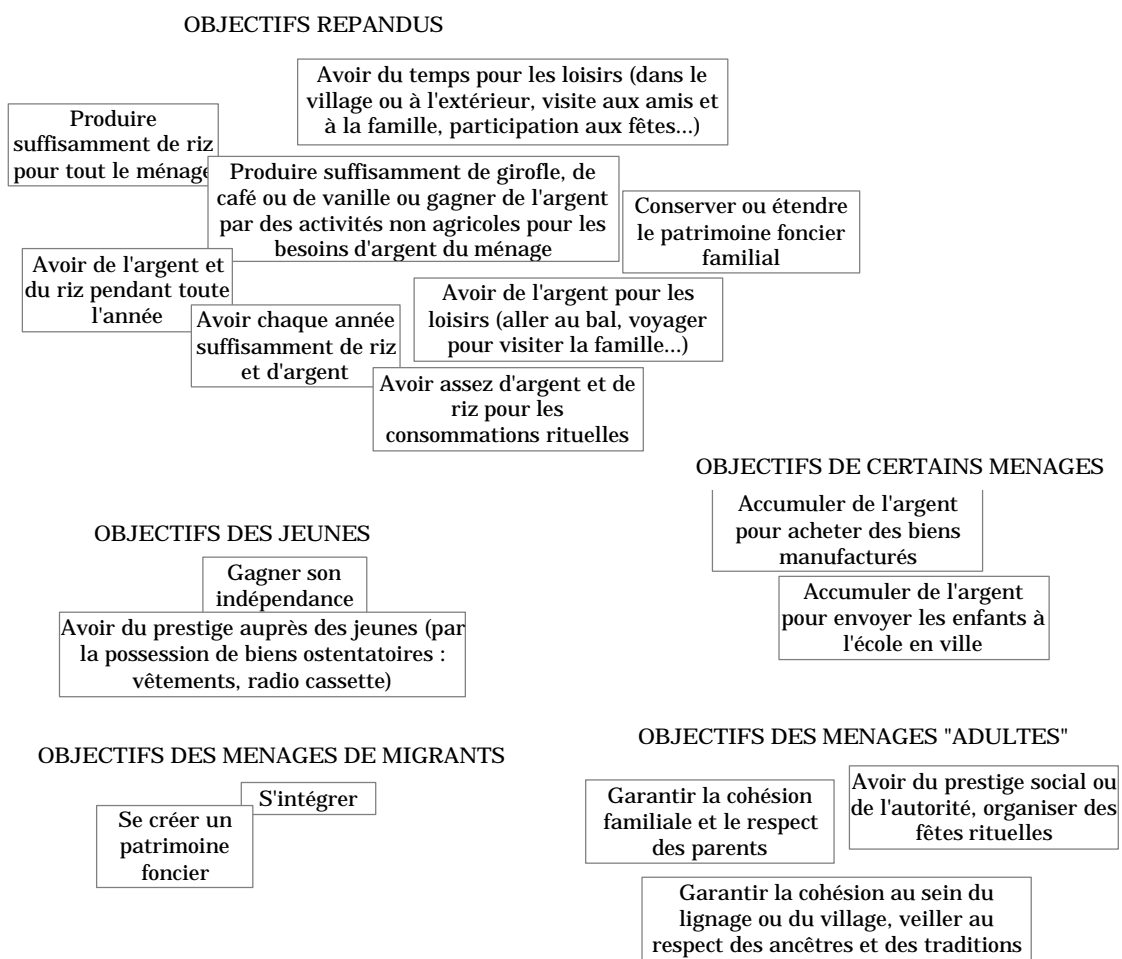 OBJECTIFS REPANDUS
Avoir du temps pour les loisirs (dans le
village ou à l'extérieur, visite aux amis et
à la famille, participation aux fêtes...)
Produire
suffisamment de riz
pour tout le ménage
Produire suffisamment de girofle, de
café ou de vanille ou gagner de l'argent
par des activités non agricoles pour les
besoins d'argent du ménage
Conserver ou étendre
le patrimoine foncier
familial
Avoir de l'argent et
du riz pendant toute
l'année
Avoir chaque année
suffisamment de riz
et d'argent
Avoir de l'argent pour les
loisirs (aller au bal, voyager
pour visiter la famille...)
Avoir assez d'argent et de
riz pour les
consommations rituelles
OBJECTIFS DE CERTAINS MENAGES
Accumuler de l'argent
pour acheter des biens
manufacturés
Accumuler de l'argent
pour envoyer les enfants à
l'école en ville
OBJECTIFS DES JEUNES
Gagner son
indépendance
Avoir du prestige auprès des jeunes (par
la possession de biens ostentatoires :
vêtements, radio cassette)
OBJECTIFS DES MENAGES DE MIGRANTS
S'intégrer
Se créer un
patrimoine
foncier
OBJECTIFS DES MENAGES "ADULTES"
Garantir la cohésion
familiale et le respect
des parents
Avoir du prestige social ou
de l'autorité, organiser des
fêtes rituelles
Garantir la cohésion au sein du
lignage ou du village, veiller au
respect des ancêtres et des traditions